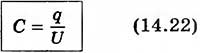 C = q/U (14.22)